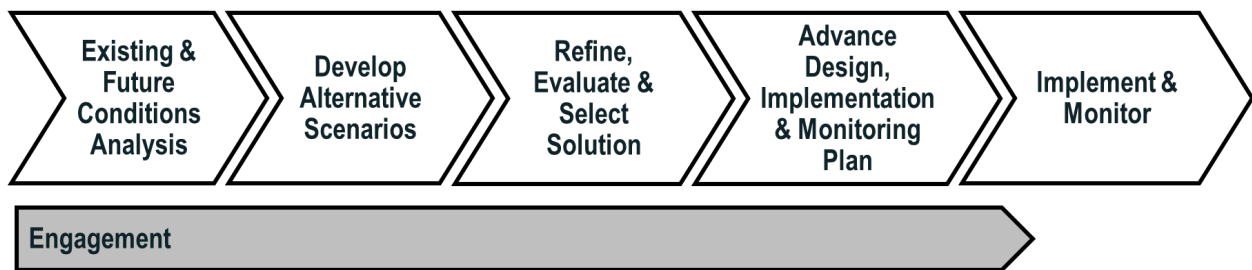 Existing &
Future
Conditions
Analysis
Develop
Alternative
Scenarios
Refine,
Evaluate &
Select
Solution
Advance
Design,
Implementation
& Monitoring
Plan
Implement &
Monitor
Engagement